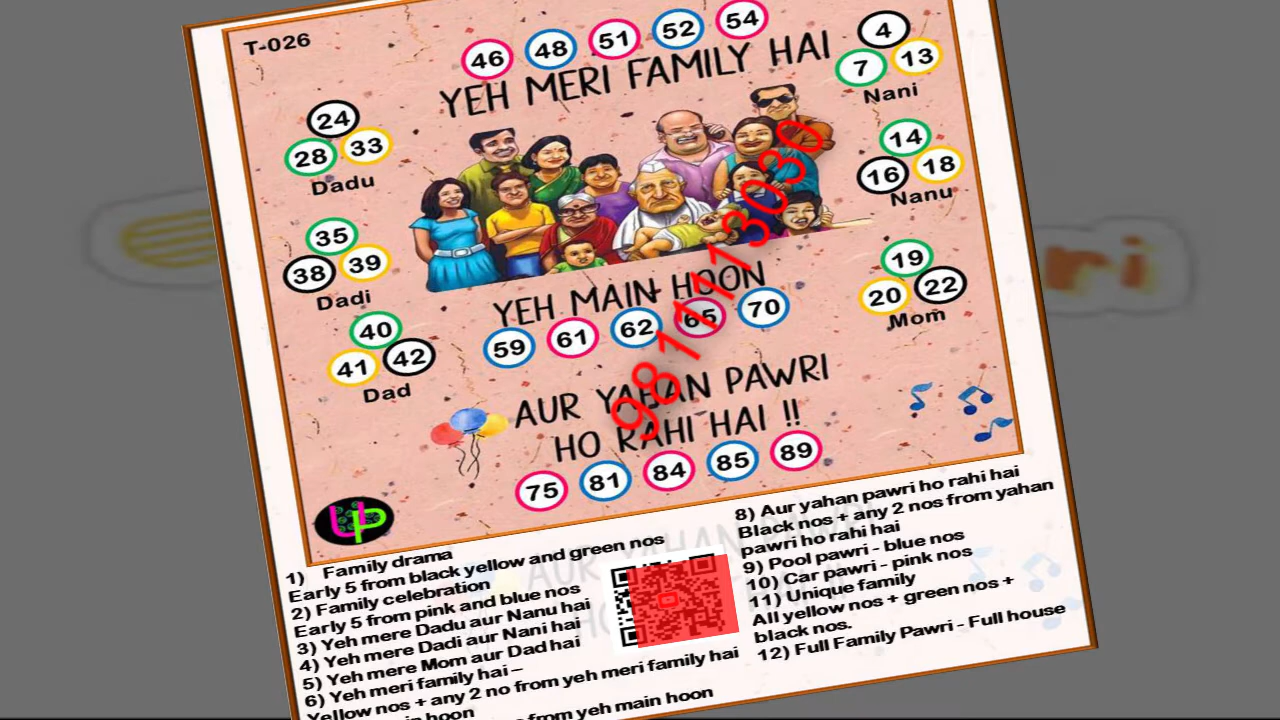 T-026
46 48 51 52 54
YEH MERI FAMILY HAI
4
7 13
Nani
24
28 33
Dadu
14
16 18
Nanu
35
38 39
Dadi
19
20 22
Mom
40
41 42
Dad
YEH MAIN HOON
59 61 62 65 70
9811113030
AUR YAHAN PAWRI
HO RAHI HAI !!
75 81 84 85 89
UP
1) Family drama
Early 5 from black yellow and green nos
2) Family celebration
Early 5 from pink and blue nos
3) Yeh mere Dadu aur Nanu hai
4) Yeh mere Dadi aur Nani hai
5) Yeh mere Mom aur Dad hai
6) Yeh meri family hai –
Yellow nos + any 2 no from yeh meri family hai
in hoon
from yeh main hoon
8) Aur yahan pawri ho rahi hai
Black nos + any 2 nos from yahan
pawri ho rahi hai
9) Pool pawri - blue nos
10) Car pawri - pink nos
11) Unique family
All yellow nos + green nos +
black nos.
12) Full Family Pawri - Full house